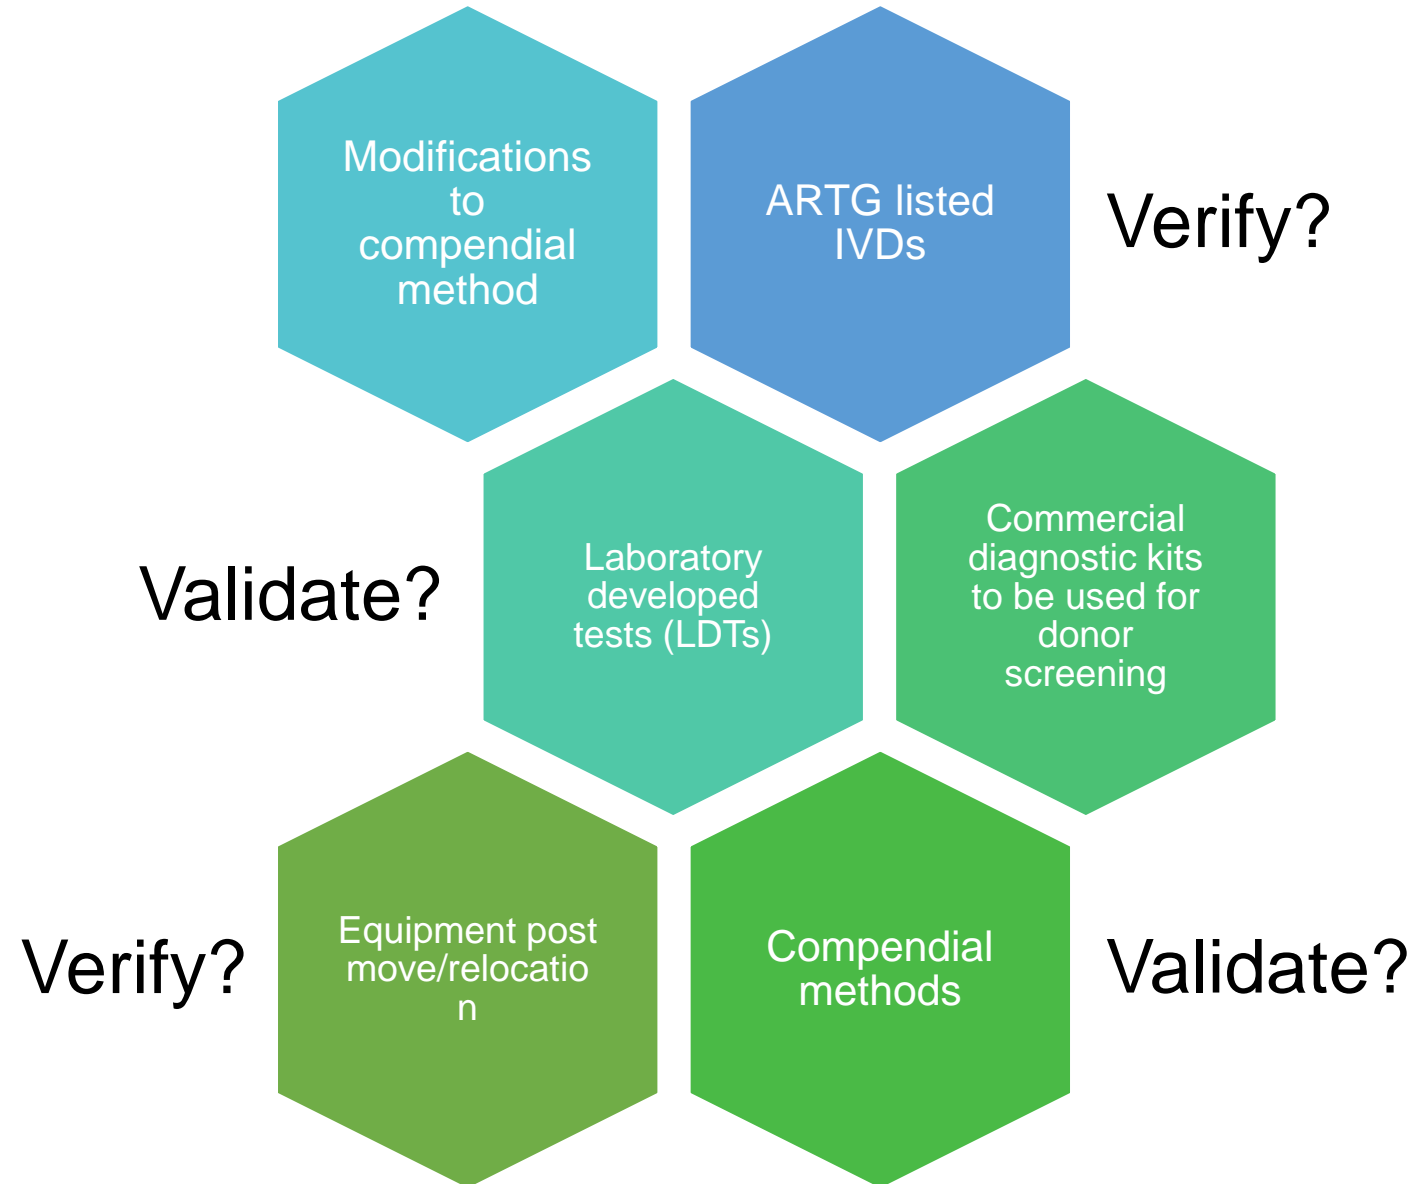 Modifications
to
compendial
method
ARTG listed
IVDs
Verify?
Validate?
Laboratory
developed
tests (LDTs)
Commercial
diagnostic kits
to be used for
donor
screening
Verify?
Equipment post
move/relocatio
n
Compendial
methods
Validate?